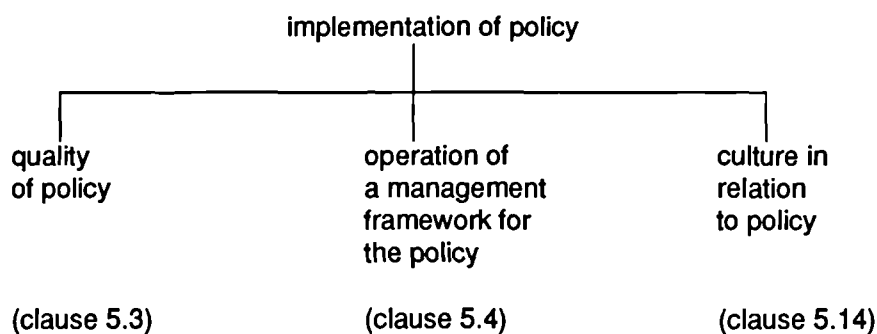 implementation of policy
quality
of policy
operation of
a management
framework for
the policy
culture in
relation
to policy
(clause 5.3)
(clause 5.4)
(clause 5.14)